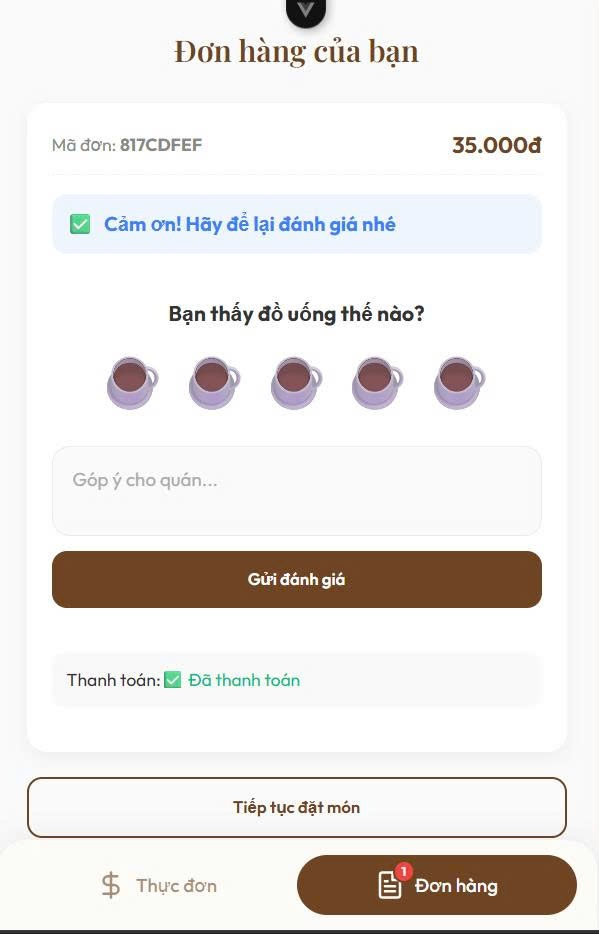 Đơn hàng của bạn
Mã đơn: 817CDFEF
35.000đ
Cảm ơn! Hãy để lại đánh giá nhé
Bạn thấy đồ uống thế nào?
Góp ý cho quán...
Gửi đánh giá
Thanh toán: ✅ Đã thanh toán
Tiếp tục đặt món
Thực đơn
1
Đơn hàng